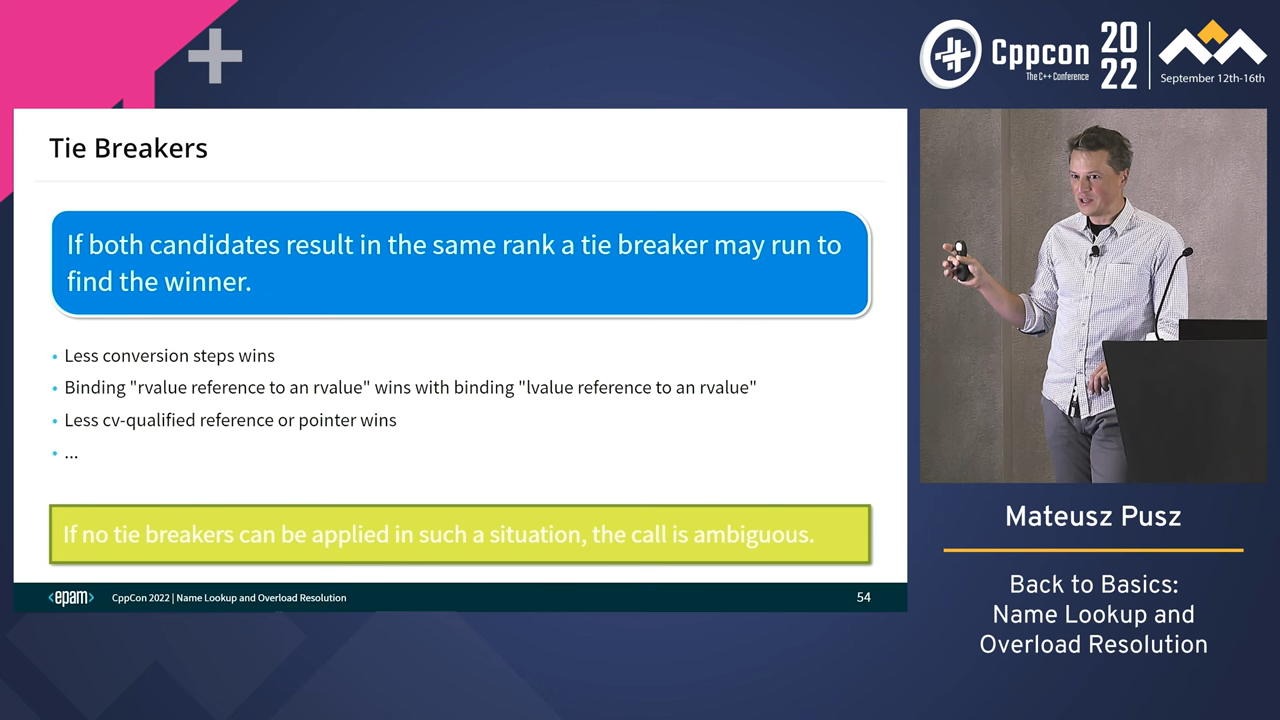 Cppcon
The C++ Conference
20
22
September 12th-16th
Tie Breakers
If both candidates result in the same rank a tie breaker may run to
find the winner.
• Less conversion steps wins
• Binding "rvalue reference to an rvalue" wins with binding "lvalue reference to an rvalue"
• Less cv-qualified reference or pointer wins
• ...
If no tie breakers can be applied in such a situation, the call is ambiguous.
<epam>
CppCon 2022 | Name Lookup and Overload Resolution
54
Mateusz Pusz
Back to Basics:
Name Lookup and
Overload Resolution